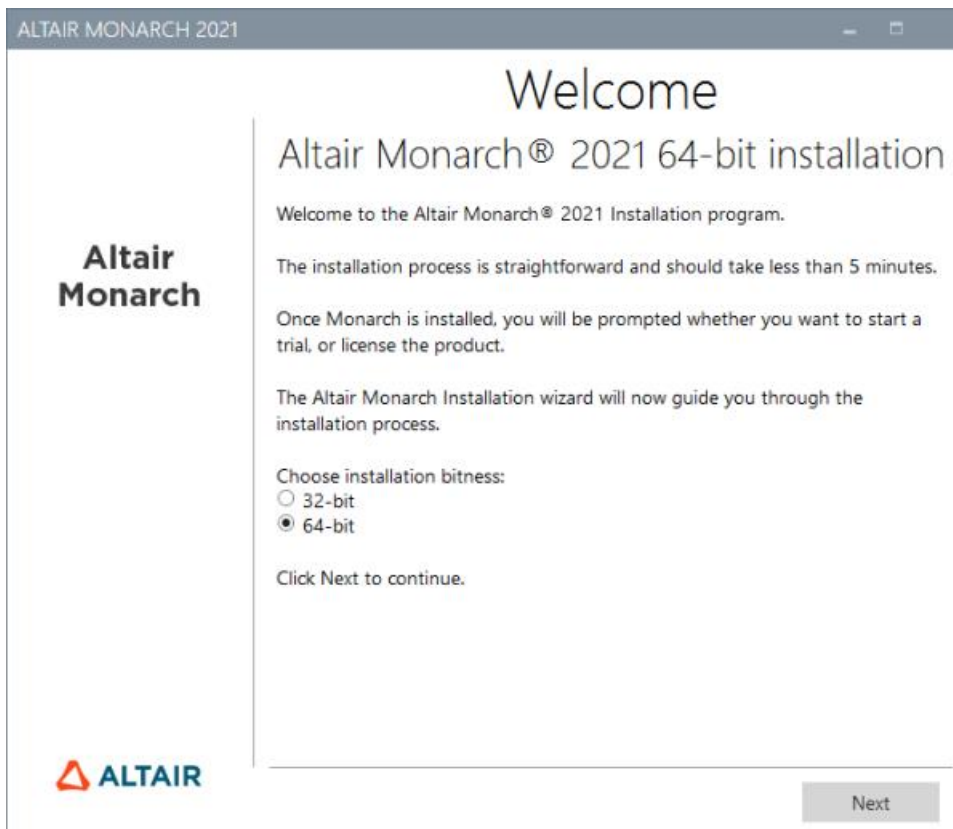 ALTAIR MONARCH 2021
Welcome
Altair Monarch® 2021 64-bit installation
Welcome to the Altair Monarch® 2021 Installation program.
Altair
Monarch
The installation process is straightforward and should take less than 5 minutes.
Once Monarch is installed, you will be prompted whether you want to start a
trial, or license the product.
The Altair Monarch Installation wizard will now guide you through the
installation process.
Choose installation bitness:
32-bit
64-bit
Click Next to continue.
ALTAIR
Next